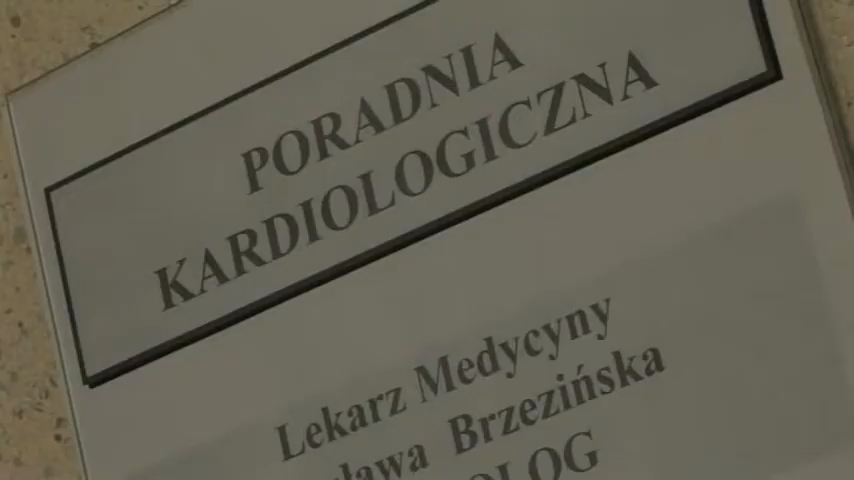 PORADNIA
KARDIOLOGICZNA
Lekarz Medycyny
Brzezińska